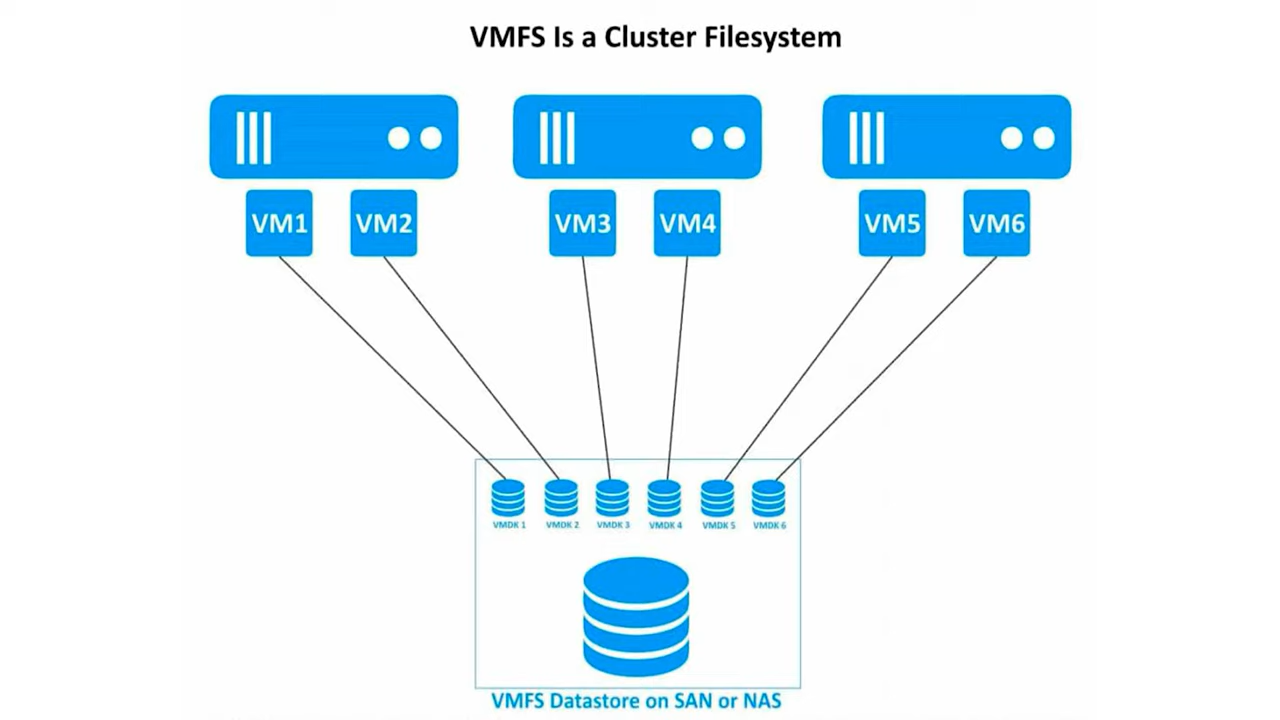 VMFS Is a Cluster Filesystem
VM1 VM2 VM3 VM4 VM5 VM6
VMDK 1 VMDK 2 VMDK 3 VMDK 4 VMDK 5 VMDK 6
VMFS Datastore on SAN or NAS